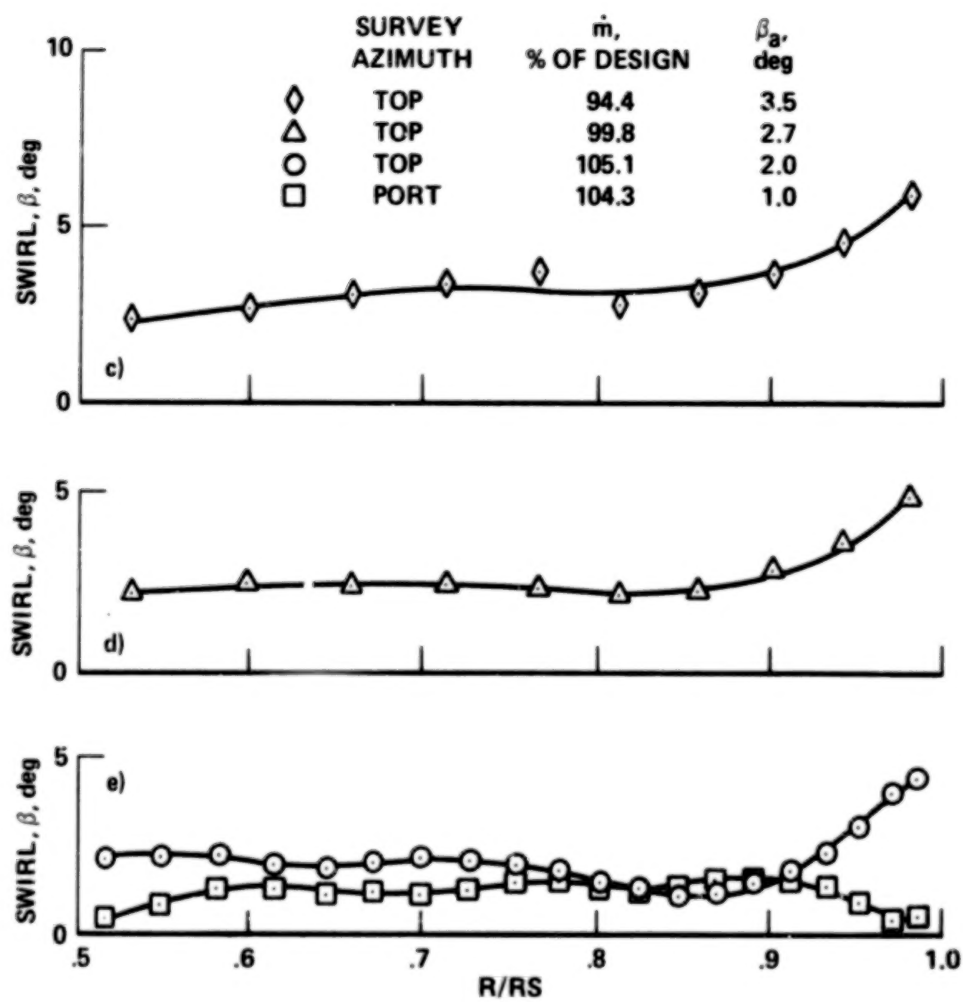 SURVEY AZIMUTH ṁ, % OF DESIGN βa, deg
TOP 94.4 3.5
TOP 99.8 2.7
TOP 105.1 2.0
PORT 104.3 1.0
10
5
0
SWIRL, β, deg
c)
5
0
SWIRL, β, deg
d)
5
0
SWIRL, β, deg
e)
.5 .6 .7 .8 .9 1.0
R/RS